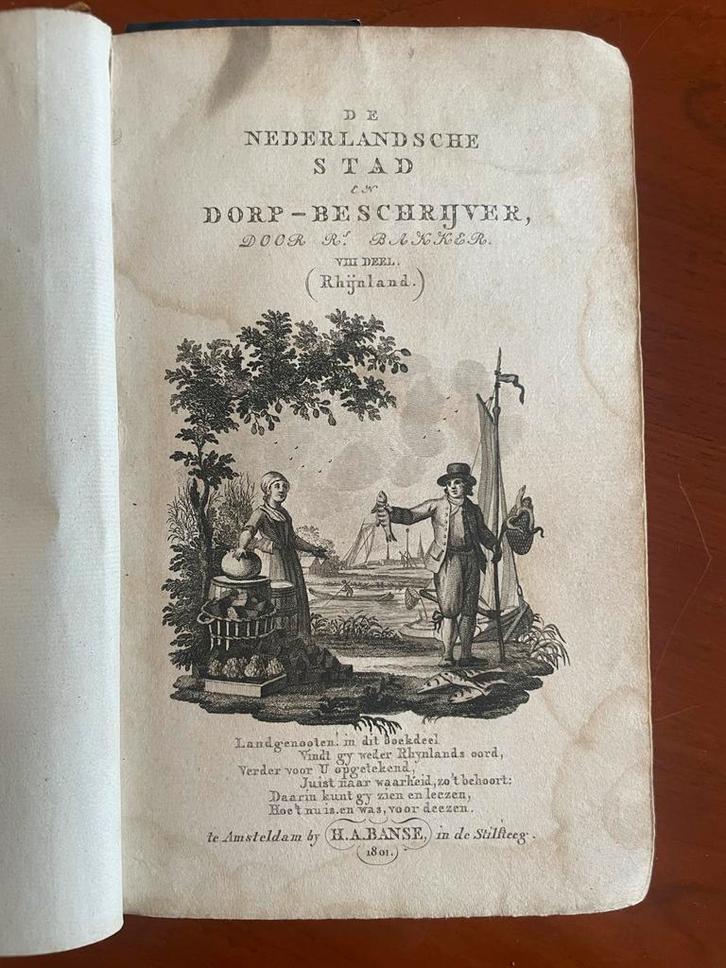 DE
NEDERLANDSCHE
STAD
EN
DORP-BESCHRIJVER,
DOOR Rt. BAKKER.
VIII DEEL.
(Rhijnland.)
Landgenooten! in dit Boekdeel
Vindt gy weder Rhynlands oord,
Verder voor U opgetekend,
Juist naar waarheid, zo't behoort:
Daarin kunt gy zien en leezen,
Hoe't nu is, en was, voor deezen.
te Amsteldam by H.A. BANSE, in de Stilsteeg.
1801.